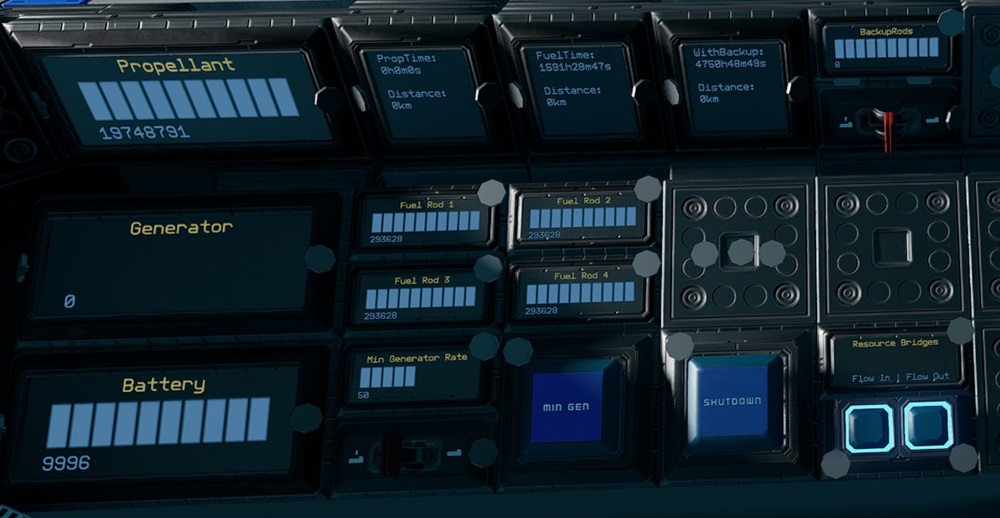 Propellant
19748791
PropTime:
0h0m0s
Distance:
0km
FuelTime:
1591h28m47s
Distance:
0km
WithBackup:
4750h48m49s
Distance:
0km
BackupRods
8
Generator
0
Fuel Rod 1
293628
Fuel Rod 2
293628
Fuel Rod 3
293628
Fuel Rod 4
293628
Battery
9996
Min Generator Rate
50
MIN GEN
SHUTDOWN
Resource Bridges
Flow In | Flow Out